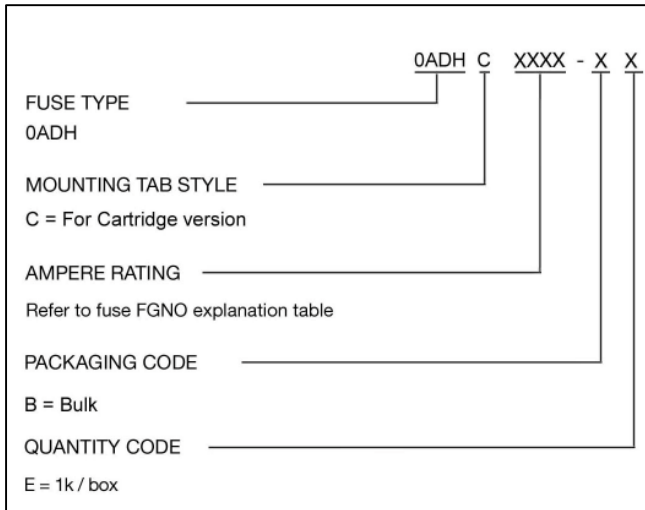 0ADH C XXXX - X X
FUSE TYPE
0ADH
MOUNTING TAB STYLE
C = For Cartridge version
AMPERE RATING
Refer to fuse FGNO explanation table
PACKAGING CODE
B = Bulk
QUANTITY CODE
E = 1k / box